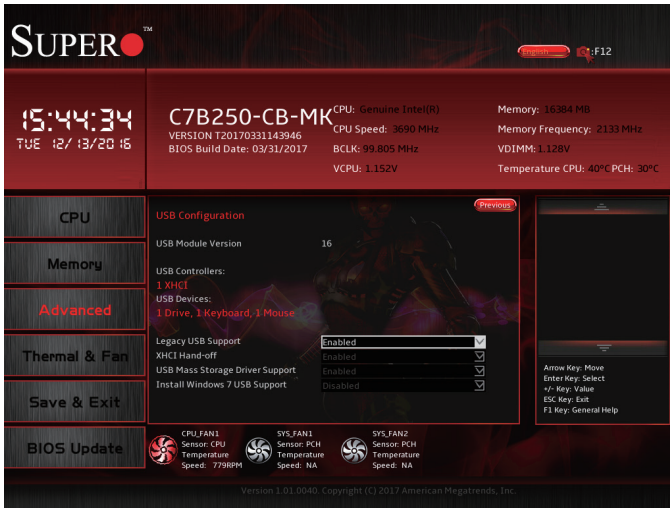 SUPER
TM
English
:F12
15:44:34
TUE 12/13/2016
C7B250-CB-MK
VERSION T20170331143946
BIOS Build Date: 03/31/2017
CPU: Genuine Intel(R)
CPU Speed: 3690 MHz
BCLK: 99.805 MHz
VCPU: 1.152V
Memory: 16384 MB
Memory Frequency: 2133 MHz
VDIMM: 1.128V
Temperature CPU: 40°C PCH: 30°C
CPU
Memory
Advanced
Thermal & Fan
Save & Exit
BIOS Update
USB Configuration
Previous
USB Module Version 16
USB Controllers:
1 XHCI
USB Devices:
1 Drive, 1 Keyboard, 1 Mouse
Legacy USB Support Enabled
XHCI Hand-off Enabled
USB Mass Storage Driver Support Enabled
Install Windows 7 USB Support Disabled
Arrow Key: Move
Enter Key: Select
+/- Key: Value
ESC Key: Exit
F1 Key: General Help
CPU_FAN1
Sensor: CPU
Temperature
Speed: 779RPM
SYS_FAN1
Sensor: PCH
Temperature
Speed: NA
SYS_FAN2
Sensor: PCH
Temperature
Speed: NA
Version 1.01.0040. Copyright (C) 2017 American Megatrends, Inc.